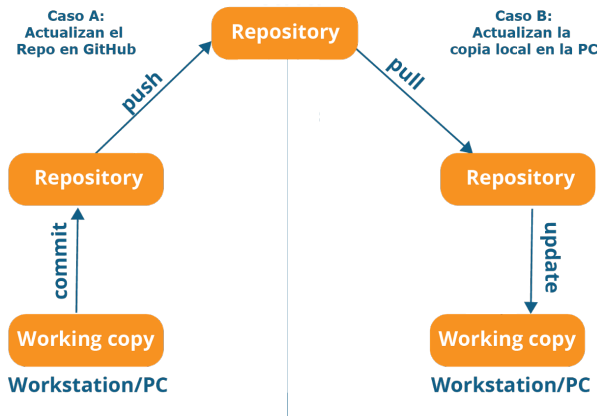 Caso A:
Actualizan el
Repo en GitHub
Repository
Caso B:
Actualizan la
copia local en la PC
push
pull
Repository
Repository
commit
update
Working copy
Working copy
Workstation/PC
Workstation/PC